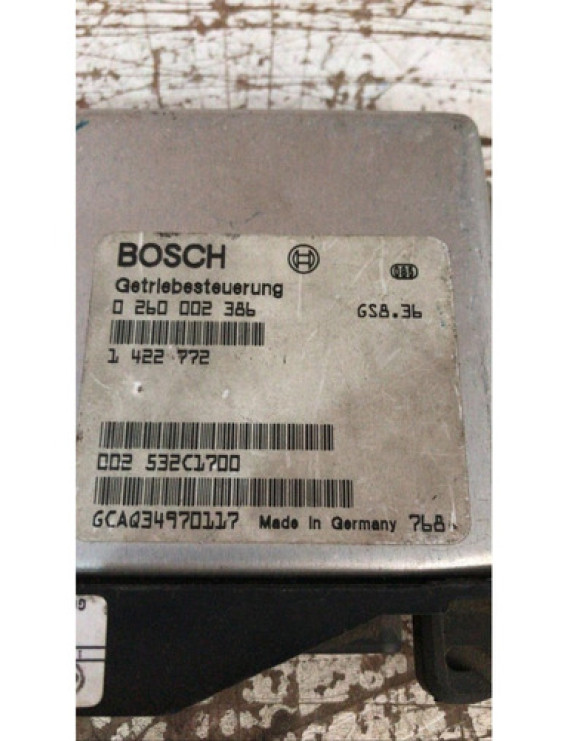 BOSCH
Getriebesteuerung
0 260 002 386 GS8.36
1 422 772
002 532C1700
GCAQ34970117 Made in Germany 768